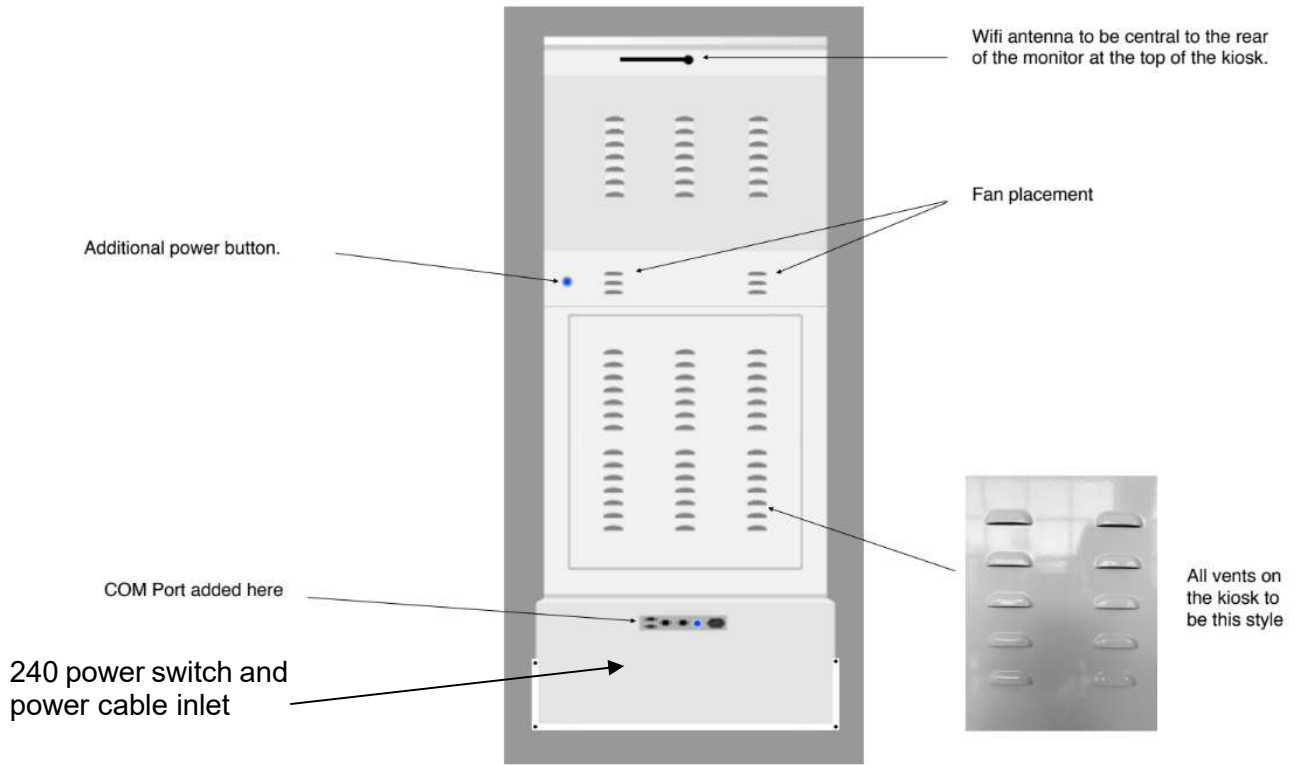 Wifi antenna to be central to the rear
of the monitor at the top of the kiosk.
Fan placement
Additional power button.
COM Port added here
All vents on
the kiosk to
be this style
240 power switch and
power cable inlet